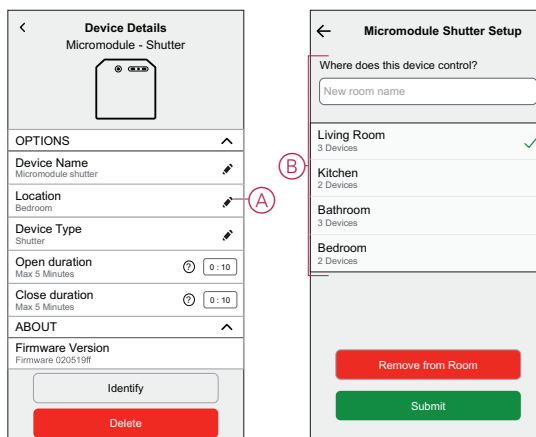 Device Details
Micromodule - Shutter
OPTIONS
Device Name
Micromodule shutter
Location
Bedroom
A
Device Type
Shutter
Open duration
Max 5 Minutes
? 0 : 10
Close duration
Max 5 Minutes
? 0 : 10
ABOUT
Firmware Version
Firmware 020519ff
Identify
Delete
Micromodule Shutter Setup
Where does this device control?
New room name
B
Living Room
3 Devices
Kitchen
2 Devices
Bathroom
3 Devices
Bedroom
2 Devices
Remove from Room
Submit